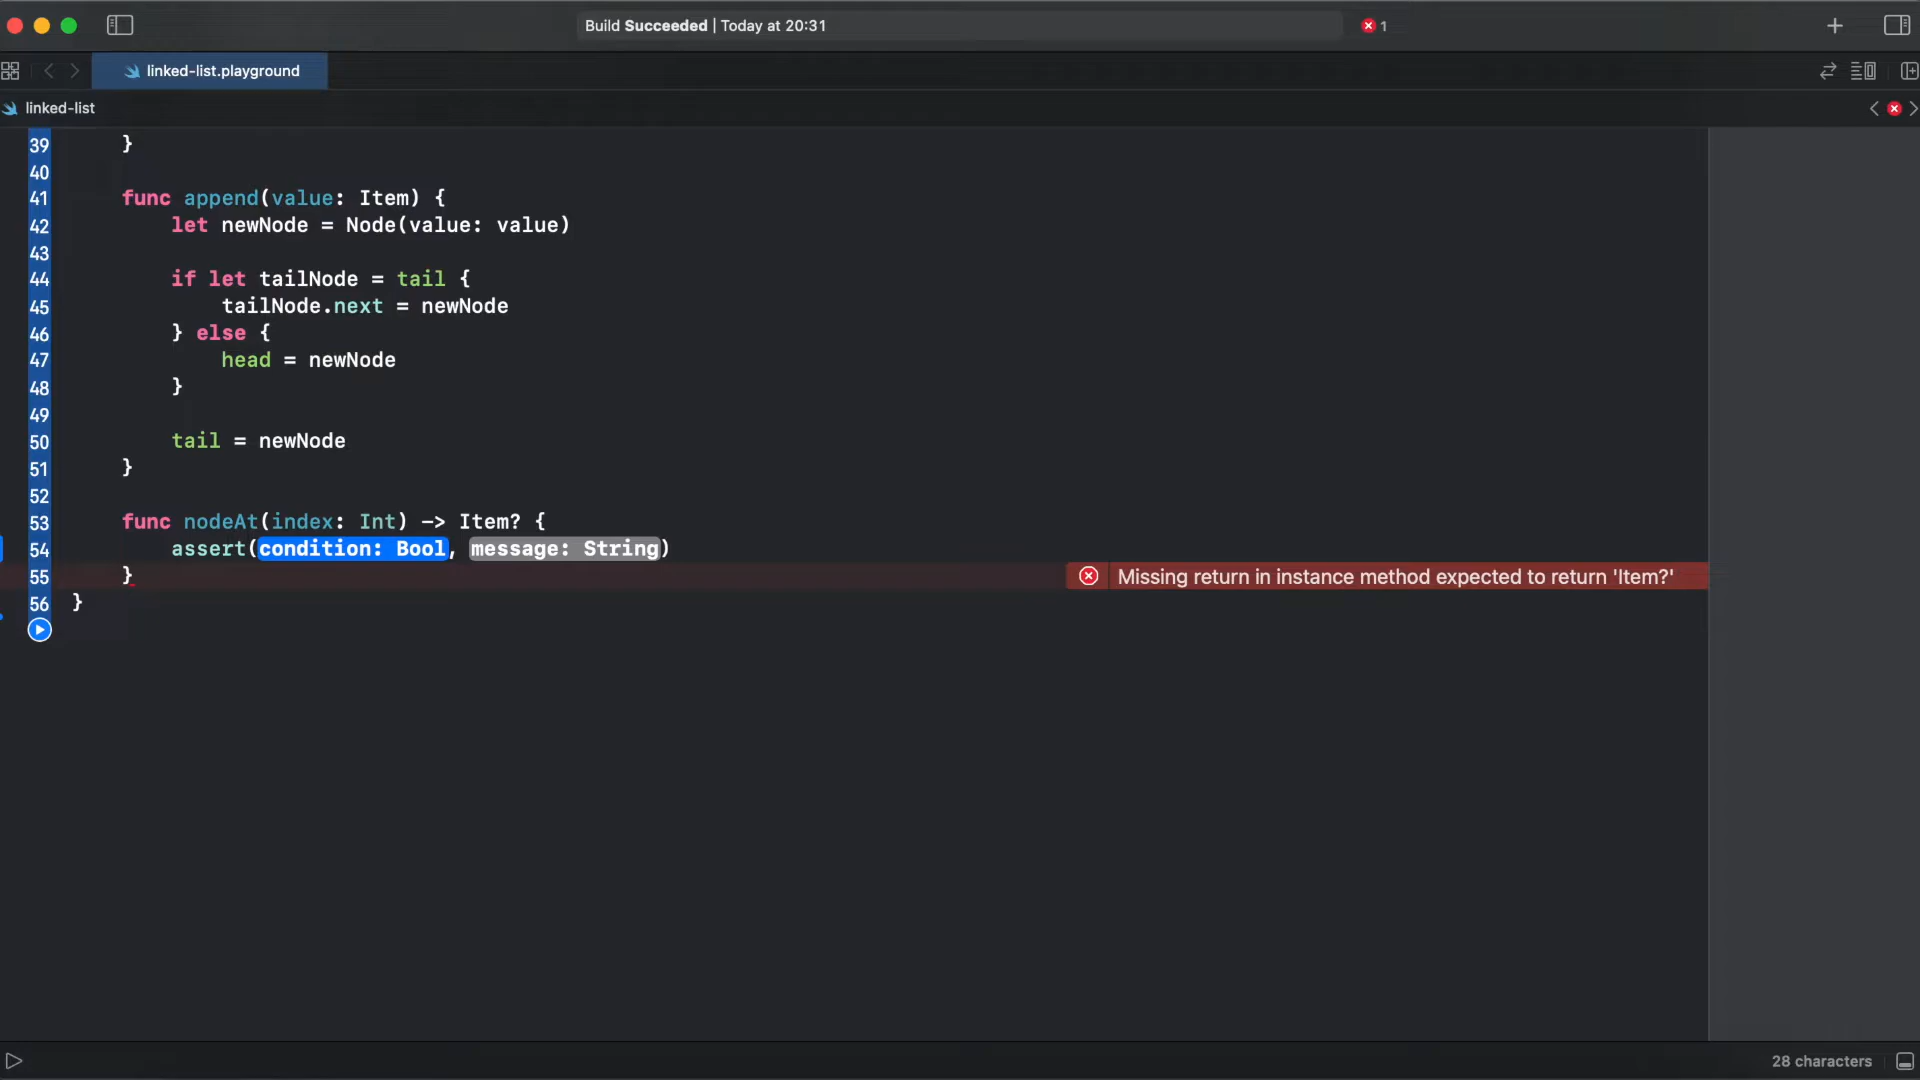 Build Succeeded | Today at 20:31
1
linked-list.playground
linked-list
39 }
40
41 func append(value: Item) {
42 let newNode = Node(value: value)
43
44 if let tailNode = tail {
45 tailNode.next = newNode
46 } else {
47 head = newNode
48 }
49
50 tail = newNode
51 }
52
53 func nodeAt(index: Int) -> Item? {
54 assert(condition: Bool, message: String)
55 } Missing return in instance method expected to return 'Item?'
56 }
28 characters